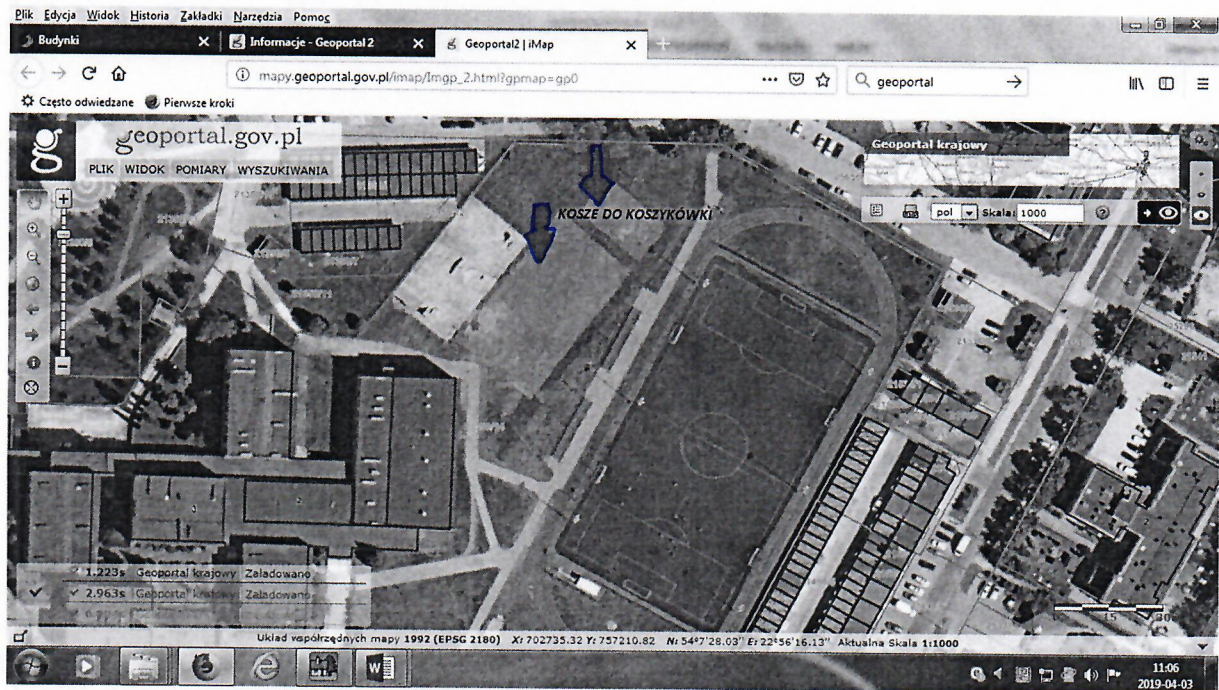 Plik Edycja Widok Historia Zakładki Narzędzia Pomoc
Budynki
Informacje - Geoportal 2
Geoportal2 | iMap
mapy.geoportal.gov.pl/imap/Imgp_2.html?gpmap=gp0
geoportal
Często odwiedzane Pierwsze kroki
geoportal.gov.pl
PLIK WIDOK POMIARY WYSZUKIWANIA
Geoportal krajowy
pol Skala: 1000
KOSZE DO KOSZYKÓWKI
1.223s Geoportal krajowy Załadowano
2.963s Geoportal krajowy Załadowano
15 30
Układ współrzędnych mapy 1992 (EPSG 2180) X: 702735.32 Y: 757210.82 N: 54°7'28.03" E: 22°56'16.13" Aktualna Skala 1:1000
11:06
2019-04-03